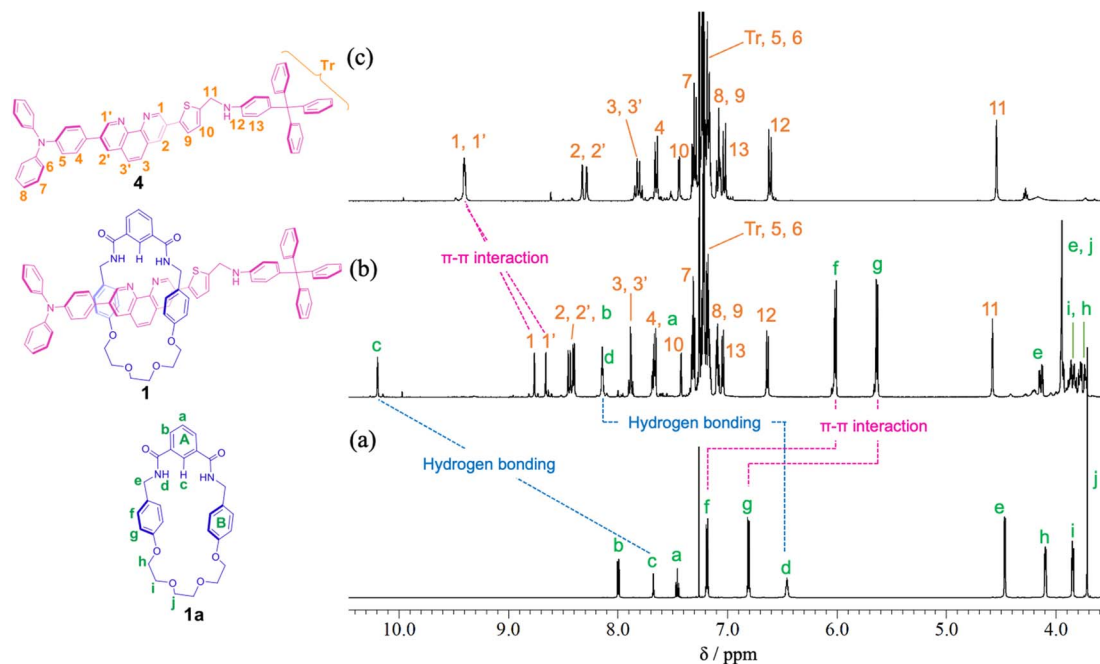 (c)
Tr
Tr, 5, 6
S
11
N
H
12
13
1'
N
N
1
10
9
2
2'
3'
3
N
5
4
6
7
8
4
1, 1'
2, 2'
3, 3'
4
10
7
8, 9
13
12
11
π-π interaction
(b)
Tr, 5, 6
O
O
H
NH
HN
N
N
N
S
N
H
O
O
O
O
1
c
1
1'
2, 2',
b
3, 3'
d
4,
a
10
7
8, 9
13
12
f
g
11
e
e, j
i, h
Hydrogen bonding
π-π interaction
Hydrogen bonding
(a)
a
b
A
O
O
NH
H
HN
d
c
e
f
B
g
O
O
h
i
O
O
j
1a
b
c
a
f
g
d
e
h
i
j
10.0
9.0
8.0
7.0
6.0
5.0
4.0
δ / ppm